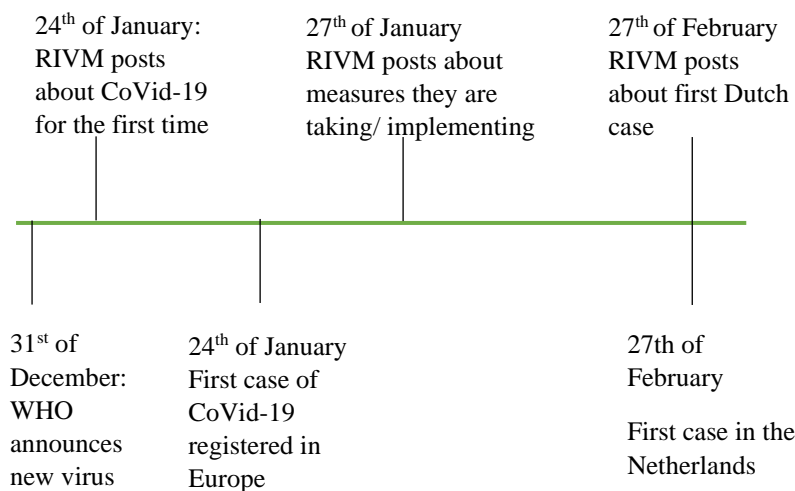 24th of January:
RIVM posts
about CoVid-19
for the first time
27th of January
RIVM posts about
measures they are
taking/ implementing
27th of February
RIVM posts
about first Dutch
case
31st of
December:
WHO
announces
new virus
24th of January
First case of
CoVid-19
registered in
Europe
27th of
February
First case in the
Netherlands